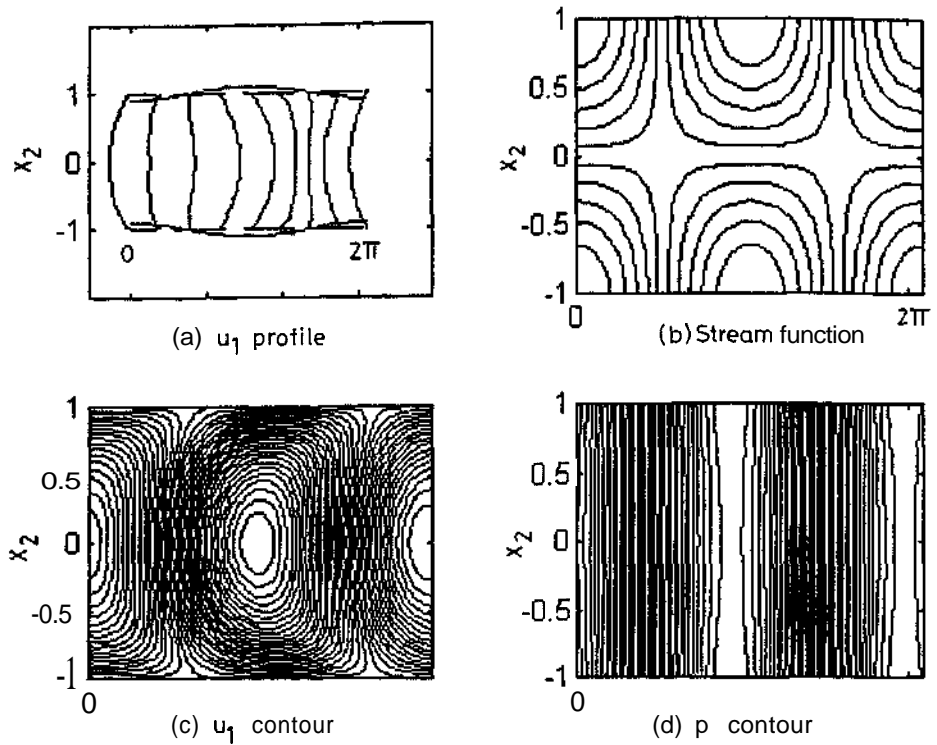 1
x₂ 0
-1
0 2π
(a) u₁ profile
1
0.5
x₂ 0
-0.5
-1
0 2π
(b) Stream function
1
0.5
x₂ 0
-0.5
-1
0
(c) u₁ contour
1
0.5
x₂ 0
-0.5
-1
0
(d) p contour